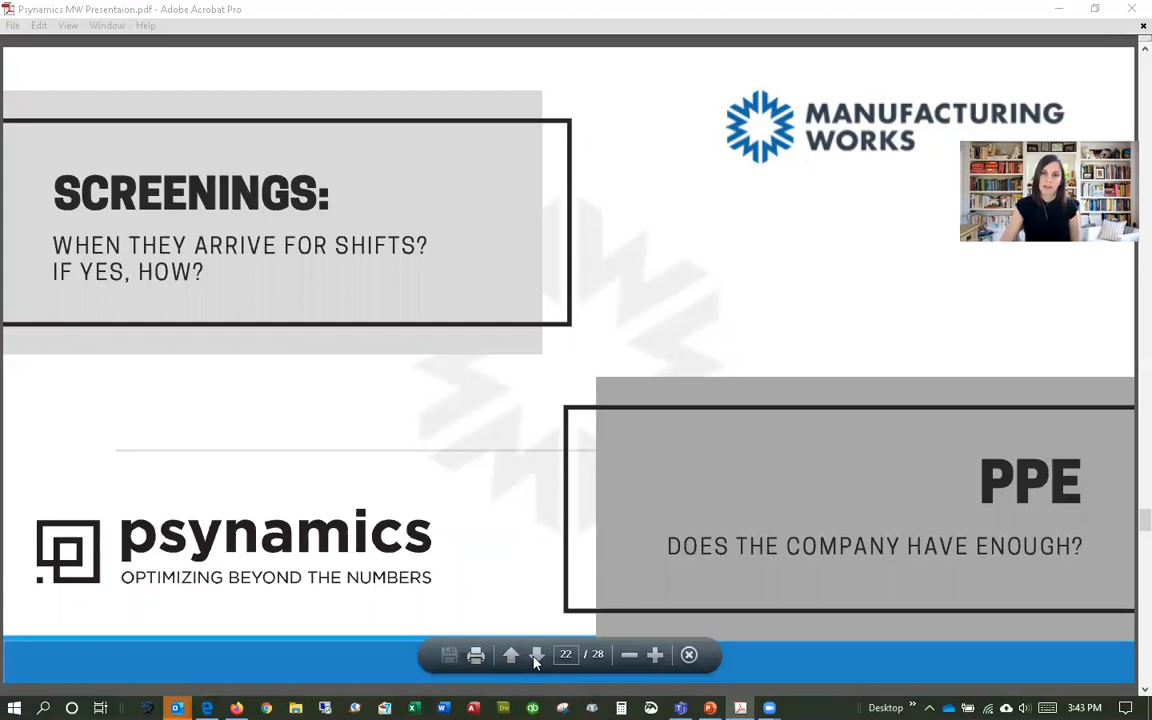 Psynamics MW Presentaion.pdf - Adobe Acrobat Pro
File Edit View Window Help
MANUFACTURING
WORKS
SCREENINGS:
WHEN THEY ARRIVE FOR SHIFTS?
IF YES, HOW?
PPE
DOES THE COMPANY HAVE ENOUGH?
psynamics
OPTIMIZING BEYOND THE NUMBERS
22 / 28
Desktop
3:43 PM